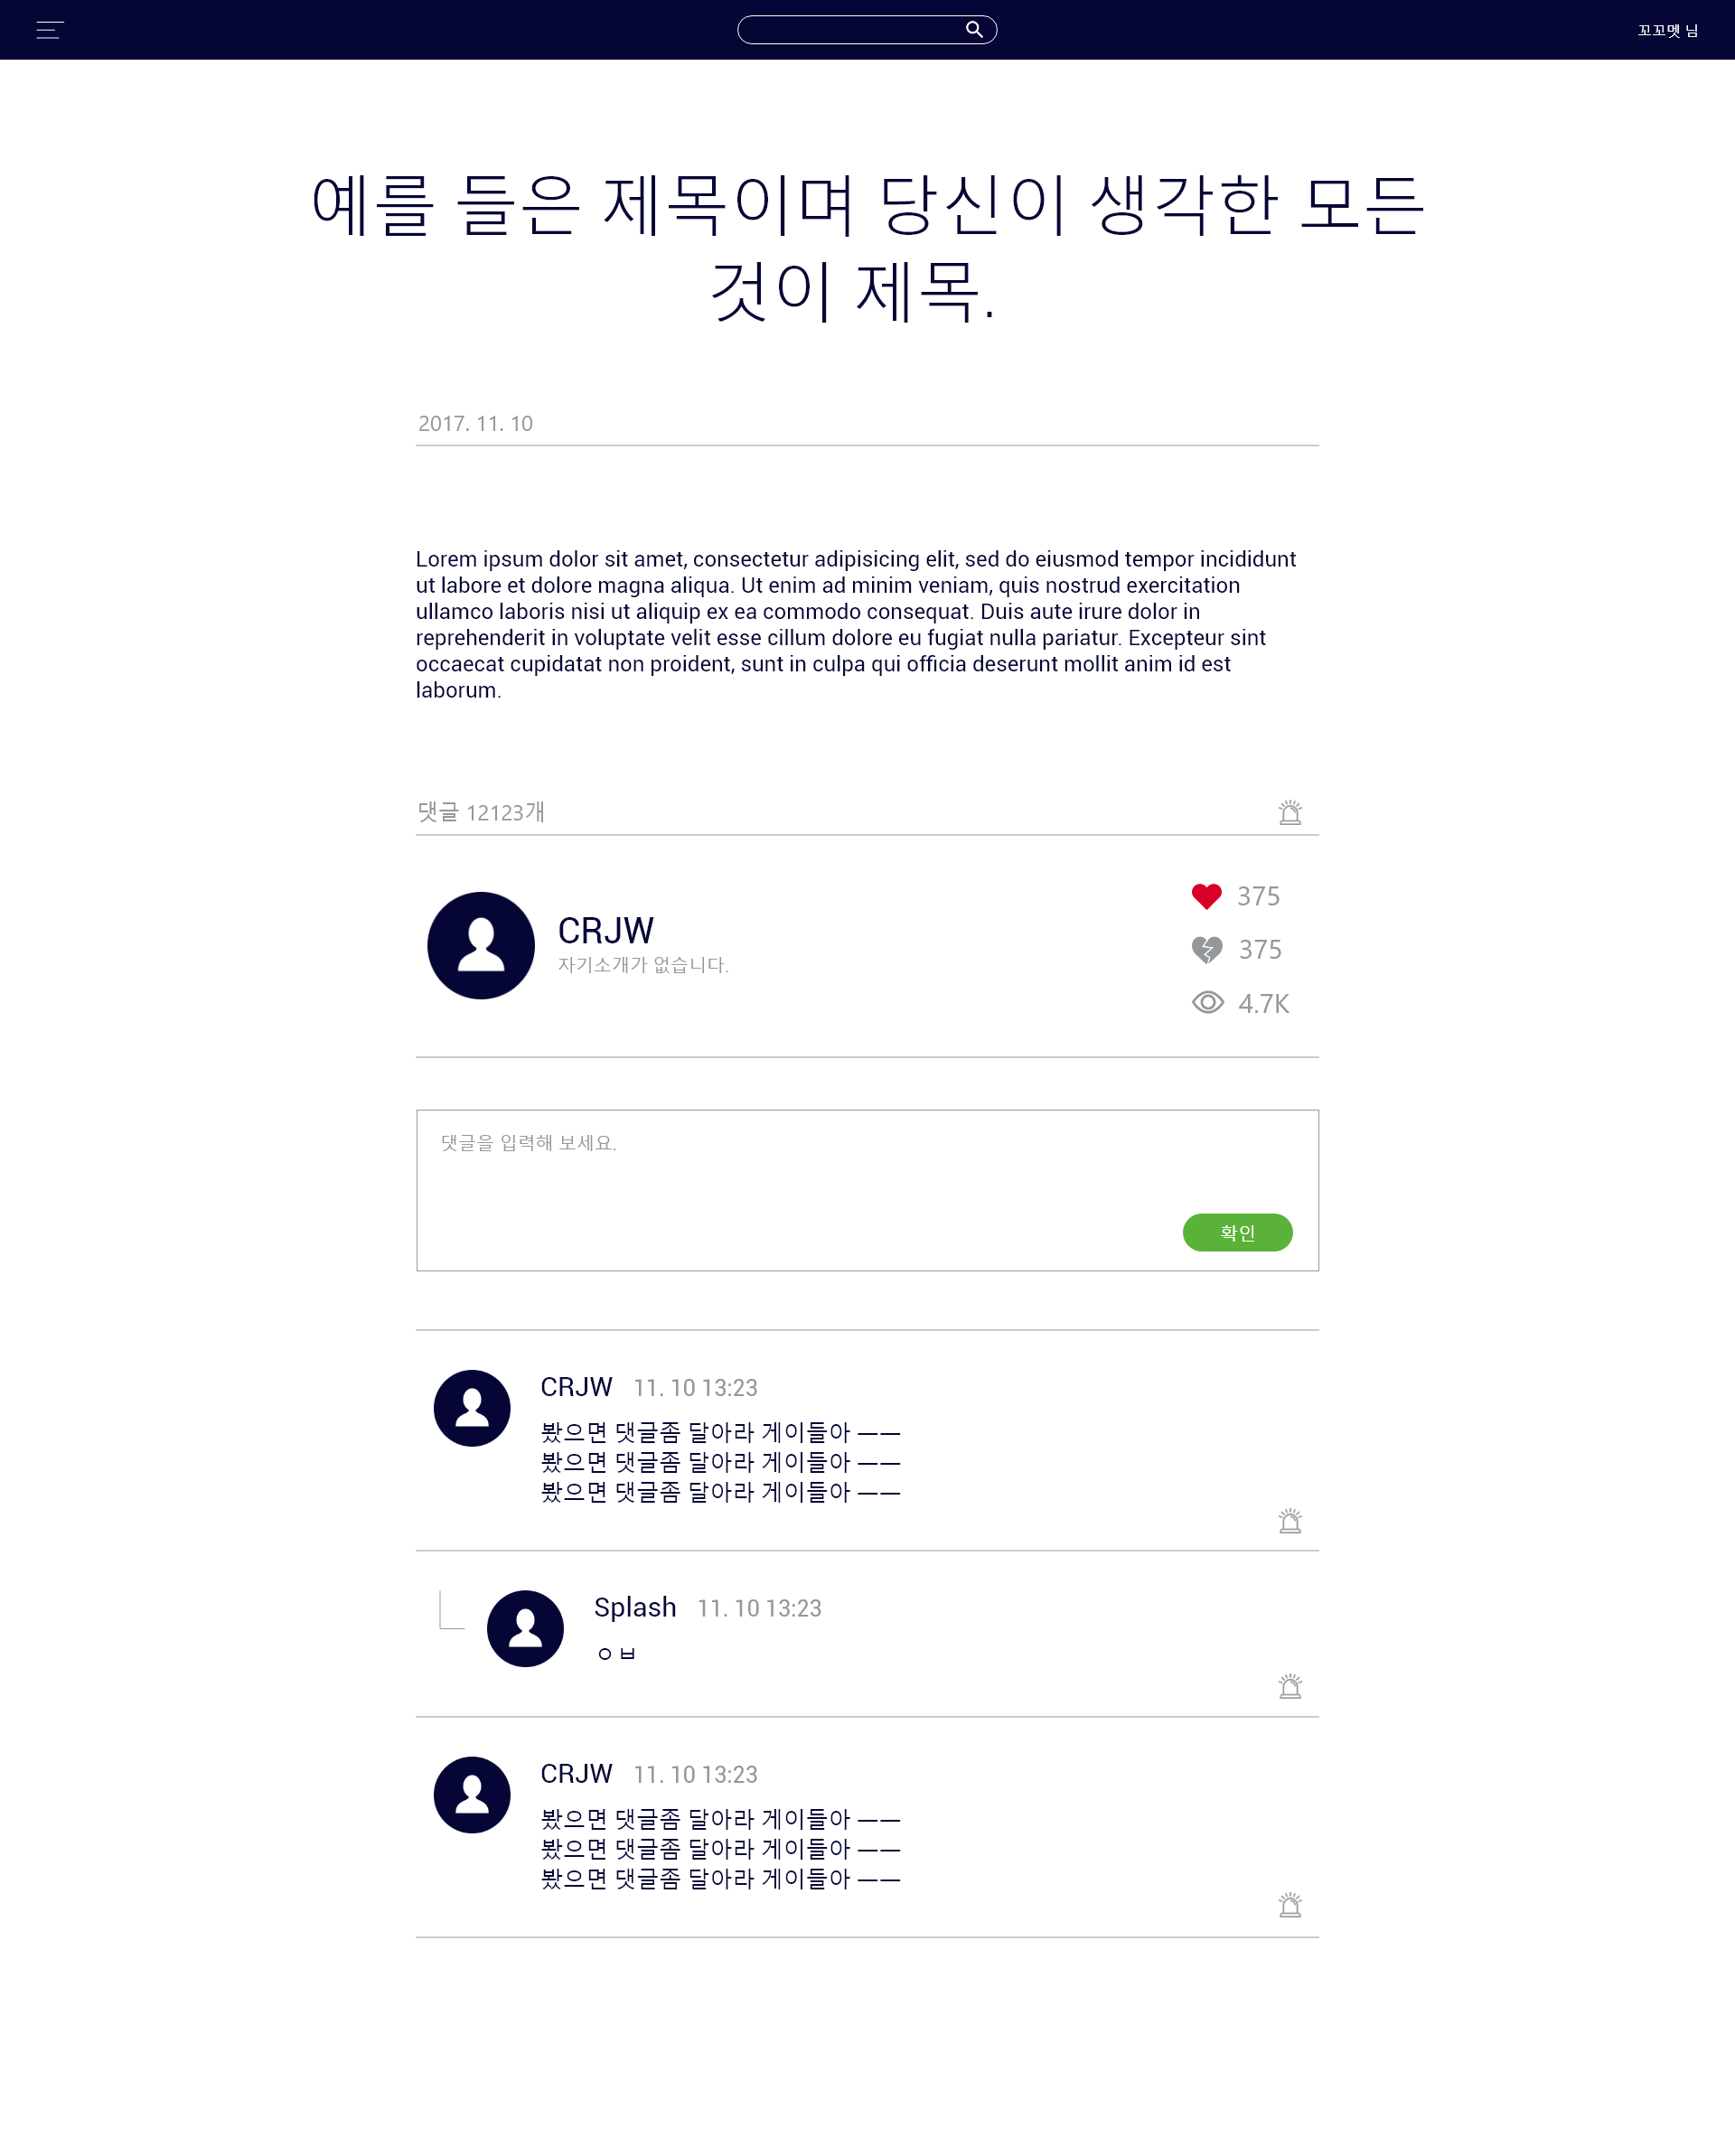 꼬꼬멧 님
예를 들은 제목이며 당신이 생각한 모든
것이 제목.
2017. 11. 10
Lorem ipsum dolor sit amet, consectetur adipisicing elit, sed do eiusmod tempor incididunt
ut labore et dolore magna aliqua. Ut enim ad minim veniam, quis nostrud exercitation
ullamco laboris nisi ut aliquip ex ea commodo consequat. Duis aute irure dolor in
reprehenderit in voluptate velit esse cillum dolore eu fugiat nulla pariatur. Excepteur sint
occaecat cupidatat non proident, sunt in culpa qui officia deserunt mollit anim id est
laborum.
댓글 12123개
375
CRJW
자기소개가 없습니다.
375
4.7K
댓글을 입력해 보세요.
확인
CRJW 11. 10 13:23
봤으면 댓글좀 달아라 게이들아 ㅡㅡ
봤으면 댓글좀 달아라 게이들아 ㅡㅡ
봤으면 댓글좀 달아라 게이들아 ㅡㅡ
Splash 11. 10 13:23
ㅇㅂ
CRJW 11. 10 13:23
봤으면 댓글좀 달아라 게이들아 ㅡㅡ
봤으면 댓글좀 달아라 게이들아 ㅡㅡ
봤으면 댓글좀 달아라 게이들아 ㅡㅡ